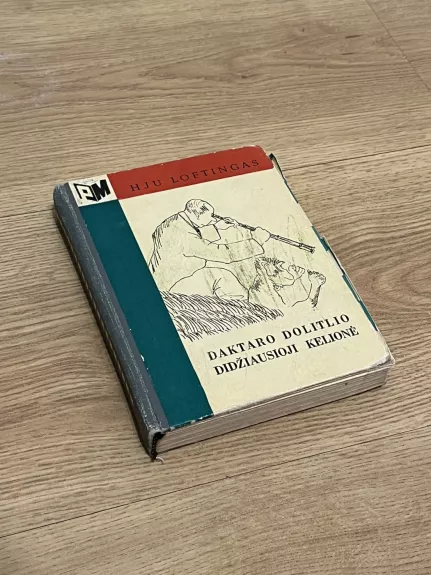 HJU LOFTINGAS
DAKTARO DOLITLIO
DIDŽIAUSIOJI KELIONĖ